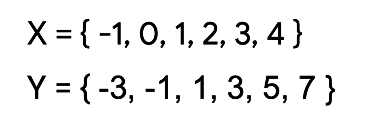 X = { -1, 0, 1, 2, 3, 4 }
Y = { -3, -1, 1, 3, 5, 7 }